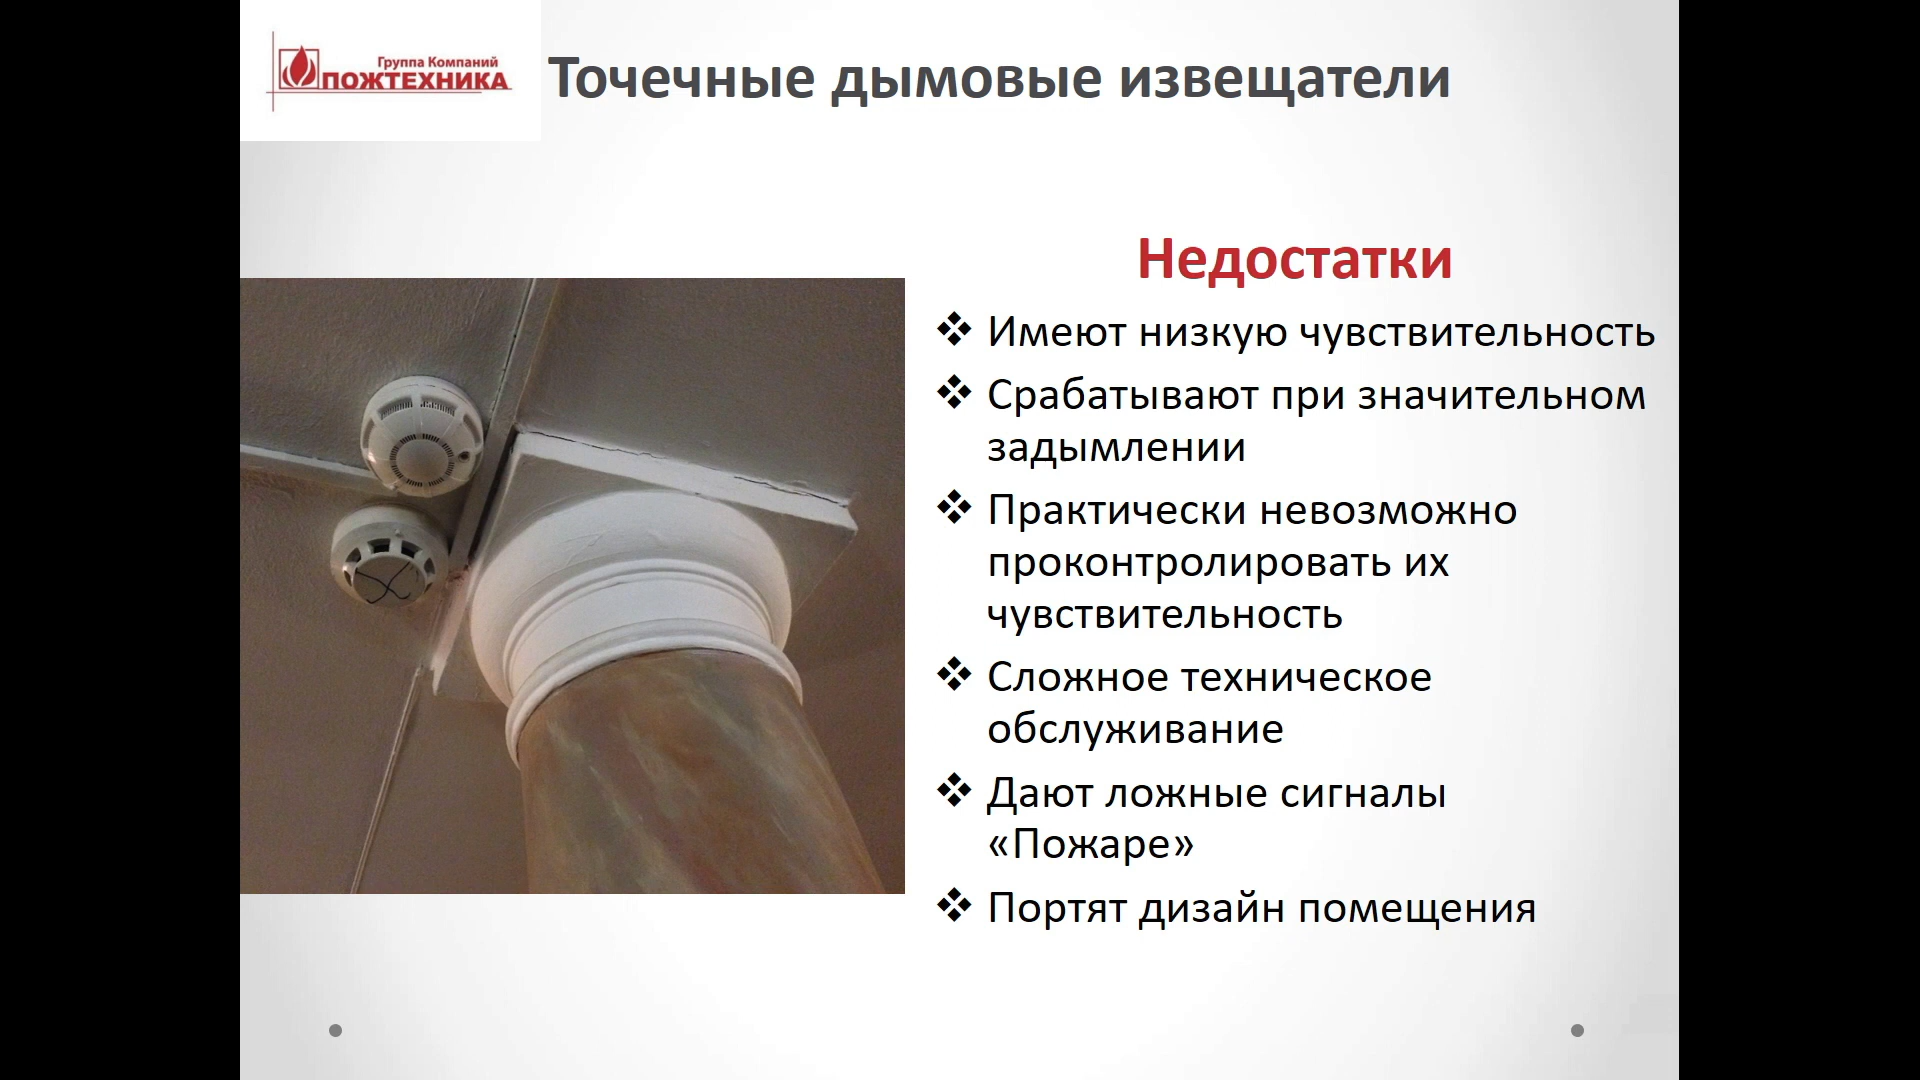 Группа Компаний
ПОЖТЕХНИКА
Точечные дымовые извещатели
Недостатки
❖ Имеют низкую чувствительность
❖ Срабатывают при значительном
задымлении
❖ Практически невозможно
проконтролировать их
чувствительность
❖ Сложное техническое
обслуживание
❖ Дают ложные сигналы
«Пожаре»
❖ Портят дизайн помещения